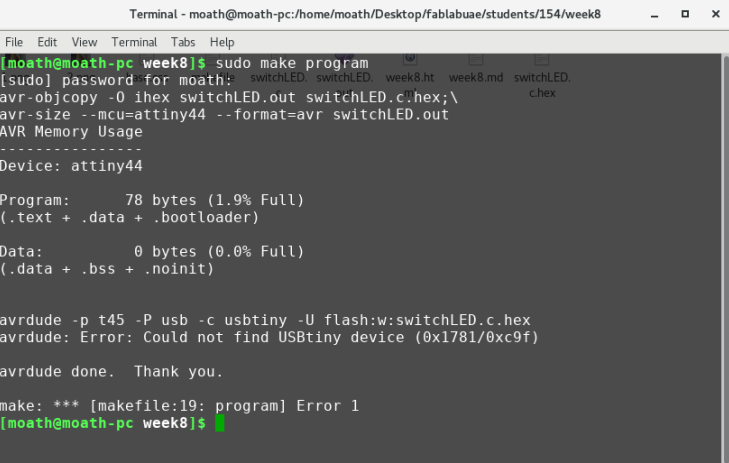 Terminal - moath@moath-pc:/home/moath/Desktop/fablabuae/students/154/week8
File Edit View Terminal Tabs Help
[moath@moath-pc week8]$ sudo make program
[sudo] password for moath:
switchLED. switchLED. week8.ht week8.md switchLED.
avr-objcopy -O ihex switchLED.out switchLED.c.hex;\
c.hex
avr-size --mcu=attiny44 --format=avr switchLED.out
AVR Memory Usage
----------------
Device: attiny44
Program: 78 bytes (1.9% Full)
(.text + .data + .bootloader)
Data: 0 bytes (0.0% Full)
(.data + .bss + .noinit)
avrdude -p t45 -P usb -c usbtiny -U flash:w:switchLED.c.hex
avrdude: Error: Could not find USBtiny device (0x1781/0xc9f)
avrdude done.  Thank you.
make: *** [makefile:19: program] Error 1
[moath@moath-pc week8]$